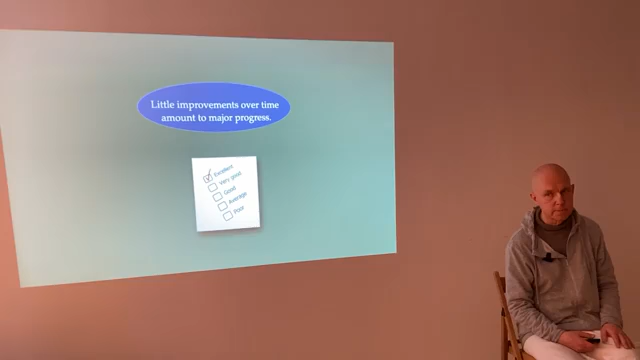 Little improvements over time
amount to major progress.
Excellent
Very good
Good
Average
Poor